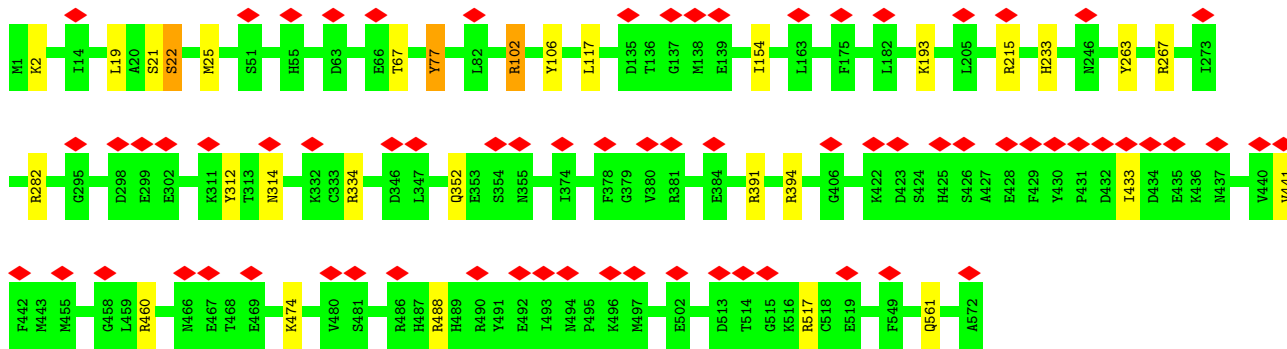 M1 K2 I14 L19 A20 S21 S22 M25 S51 H55 D63 E66 T67 Y77 L82 R102 Y106 L117 D135 T136 G137 M138 E139 I154 L163 F175 L182 K193 L205 R215 H233 N246 Y263 R267 I273
R282 G295 D298 E299 E302 K311 Y312 T313 N314 K332 C333 R334 D346 L347 Q352 E353 S354 N355 I374 F378 G379 V380 R381 E384 R391 R394 G406 K422 D423 S424 H425 S426 A427 E428 F429 Y430 P431 D432 I433 D434 E435 K436 N437 V440 V441
F442 M443 M455 G458 L459 R460 N466 E467 T468 E469 K474 V480 S481 R486 H487 R488 H489 R490 Y491 E492 I493 N494 P495 K496 M497 E502 D513 T514 G515 K516 R517 C518 E519 F549 Q561 A572